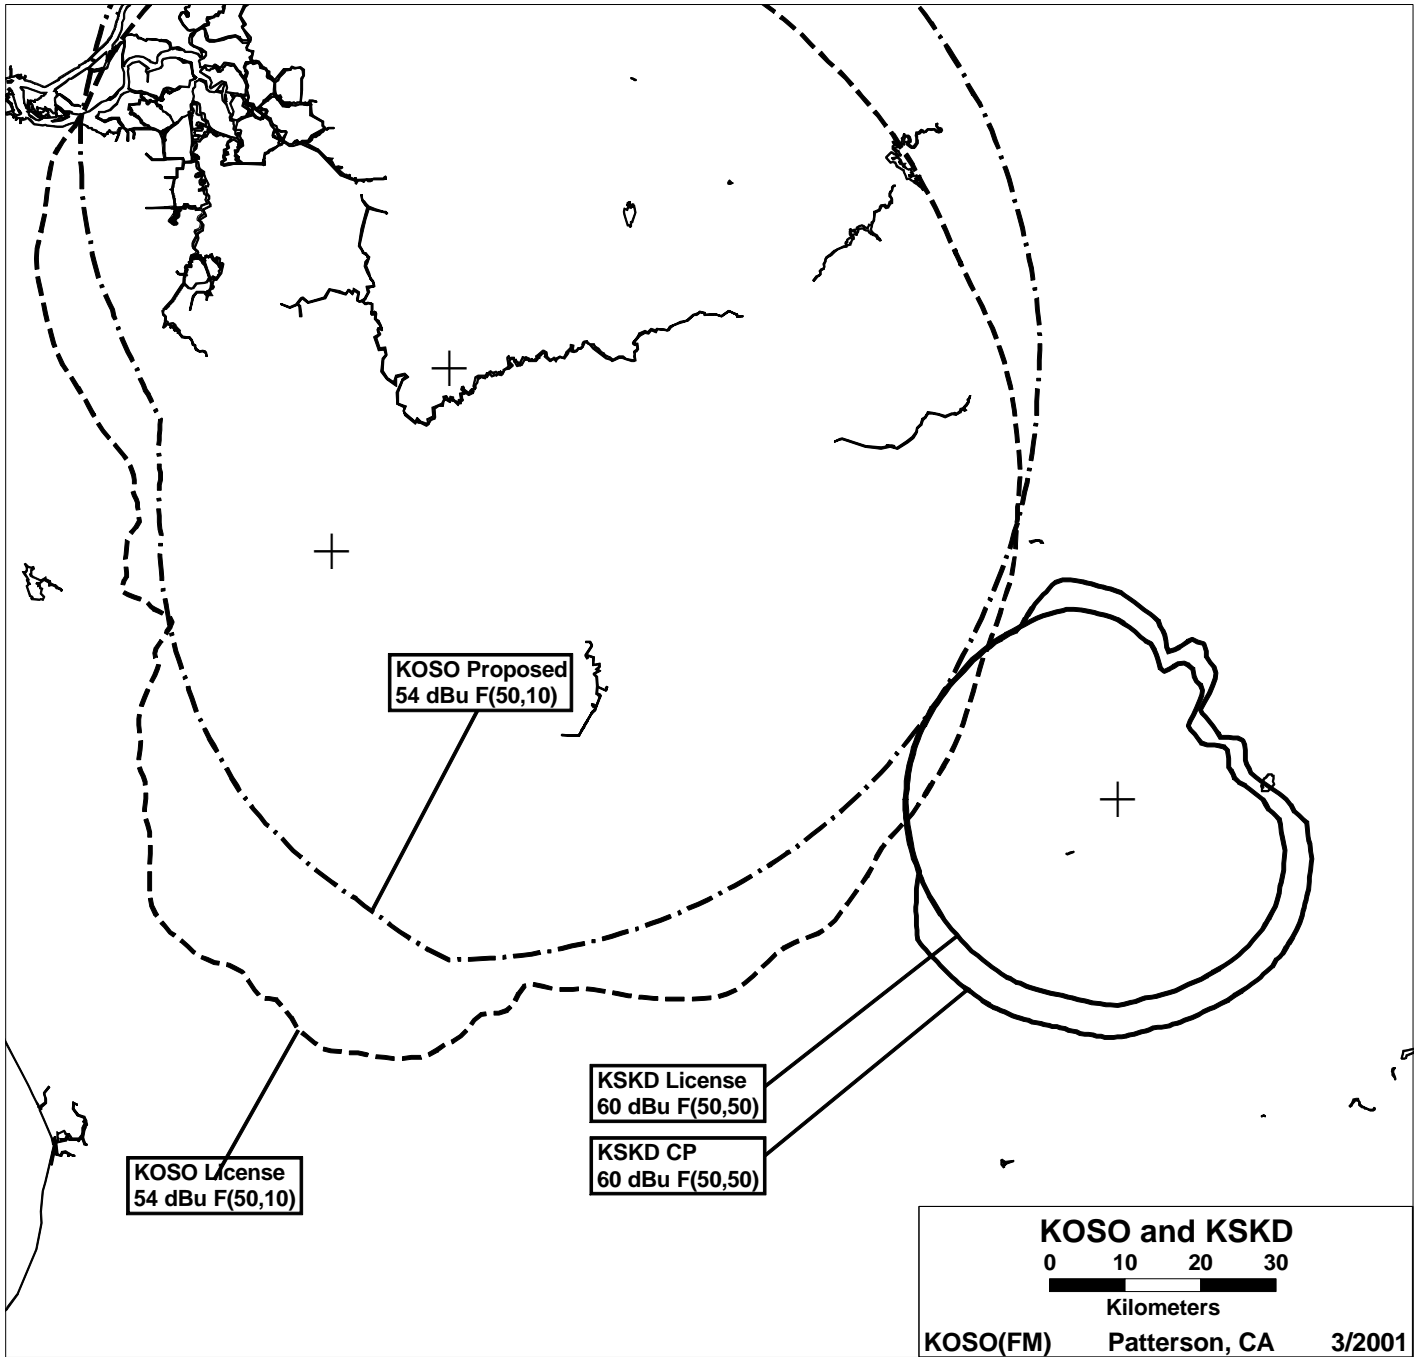 KOSO Proposed
54 dBu F(50,10)
KSKD License
60 dBu F(50,50)
KSKD CP
60 dBu F(50,50)
KOSO License
54 dBu F(50,10)
KOSO and KSKD
0 10 20 30
Kilometers
KOSO(FM) Patterson, CA 3/2001